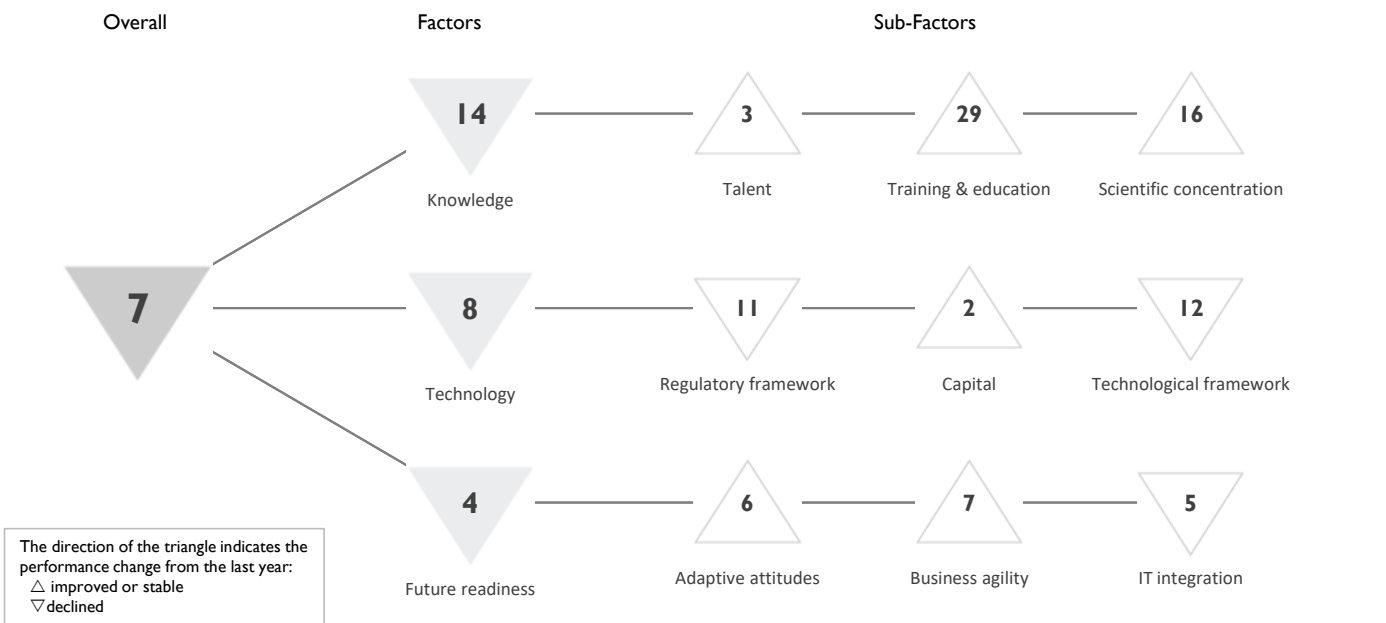 Overall Factors Sub-Factors
14 3 29 16
Knowledge Talent Training & education Scientific concentration
7 8 11 2 12
Technology Regulatory framework Capital Technological framework
4 6 7 5
Future readiness Adaptive attitudes Business agility IT integration
The direction of the triangle indicates the
performance change from the last year:
△ improved or stable
▽ declined